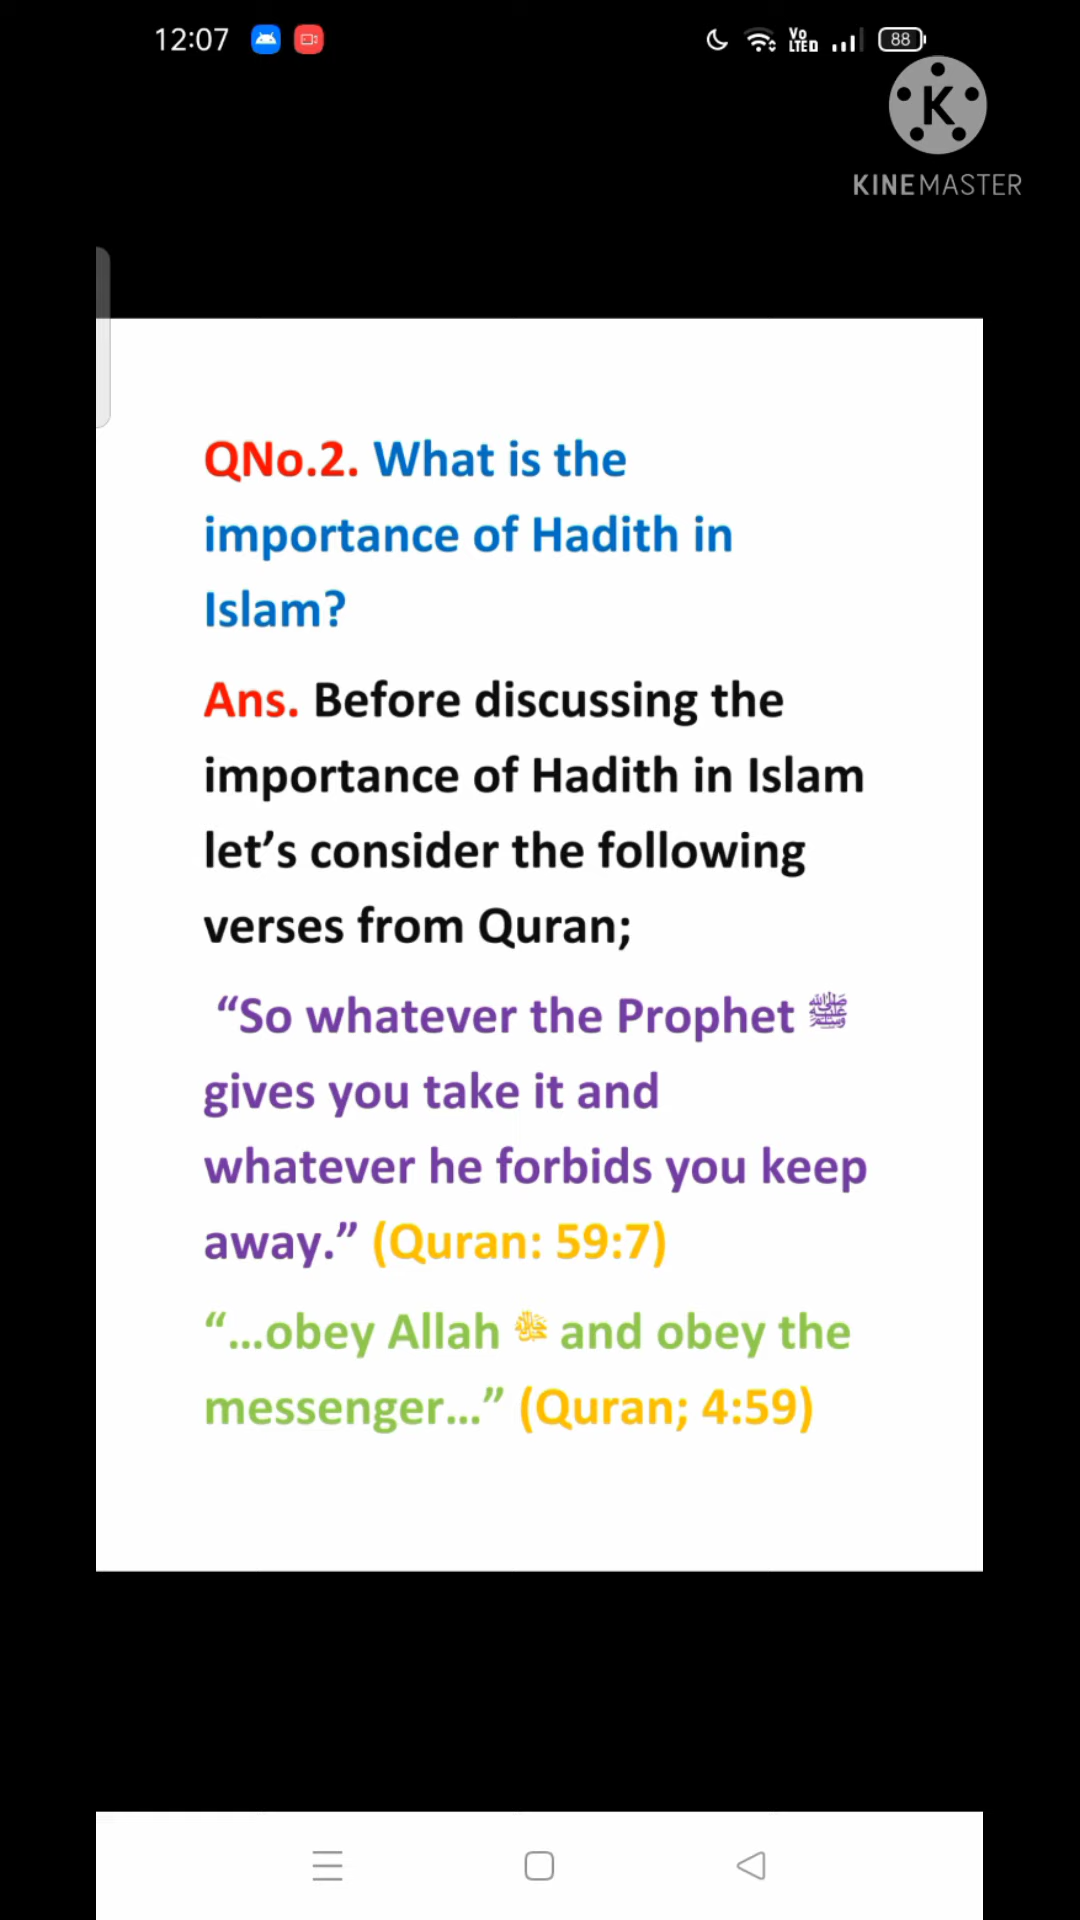 12:07
Vo LTED
88
K
KINEMASTER
QNo.2. What is the
importance of Hadith in
Islam?
Ans. Before discussing the
importance of Hadith in Islam
let’s consider the following
verses from Quran;
“So whatever the Prophet ﷺ
gives you take it and
whatever he forbids you keep
away.” (Quran: 59:7)
“...obey Allah ﷻ and obey the
messenger...” (Quran; 4:59)